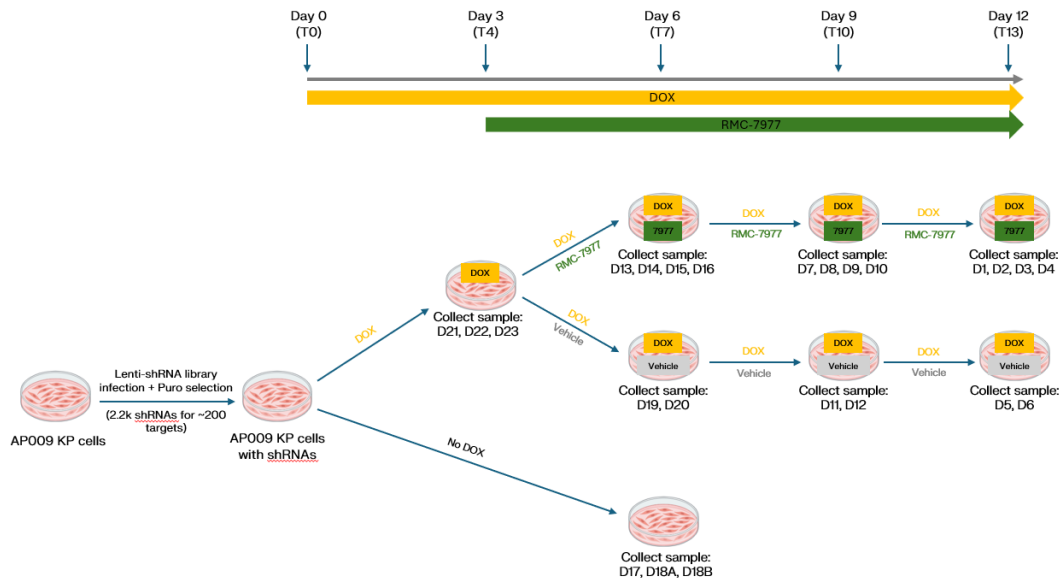 Day 0
(T0)
Day 3
(T4)
Day 6
(T7)
Day 9
(T10)
Day 12
(T13)
DOX
RMC-7977
DOX
7977
Collect sample:
D13, D14, D15, D16
DOX
RMC-7977
DOX
7977
Collect sample:
D7, D8, D9, D10
DOX
RMC-7977
DOX
7977
Collect sample:
D1, D2, D3, D4
DOX
RMC-7977
DOX
Collect sample:
D21, D22, D23
DOX
DOX
Vehicle
DOX
Vehicle
Collect sample:
D19, D20
DOX
Vehicle
DOX
Vehicle
Collect sample:
D11, D12
DOX
Vehicle
DOX
Vehicle
Collect sample:
D5, D6
AP009 KP cells
Lenti-shRNA library
infection + Puro selection
(2.2k shRNAs for ~200
targets)
AP009 KP cells
with shRNAs
No DOX
Collect sample:
D17, D18A, D18B